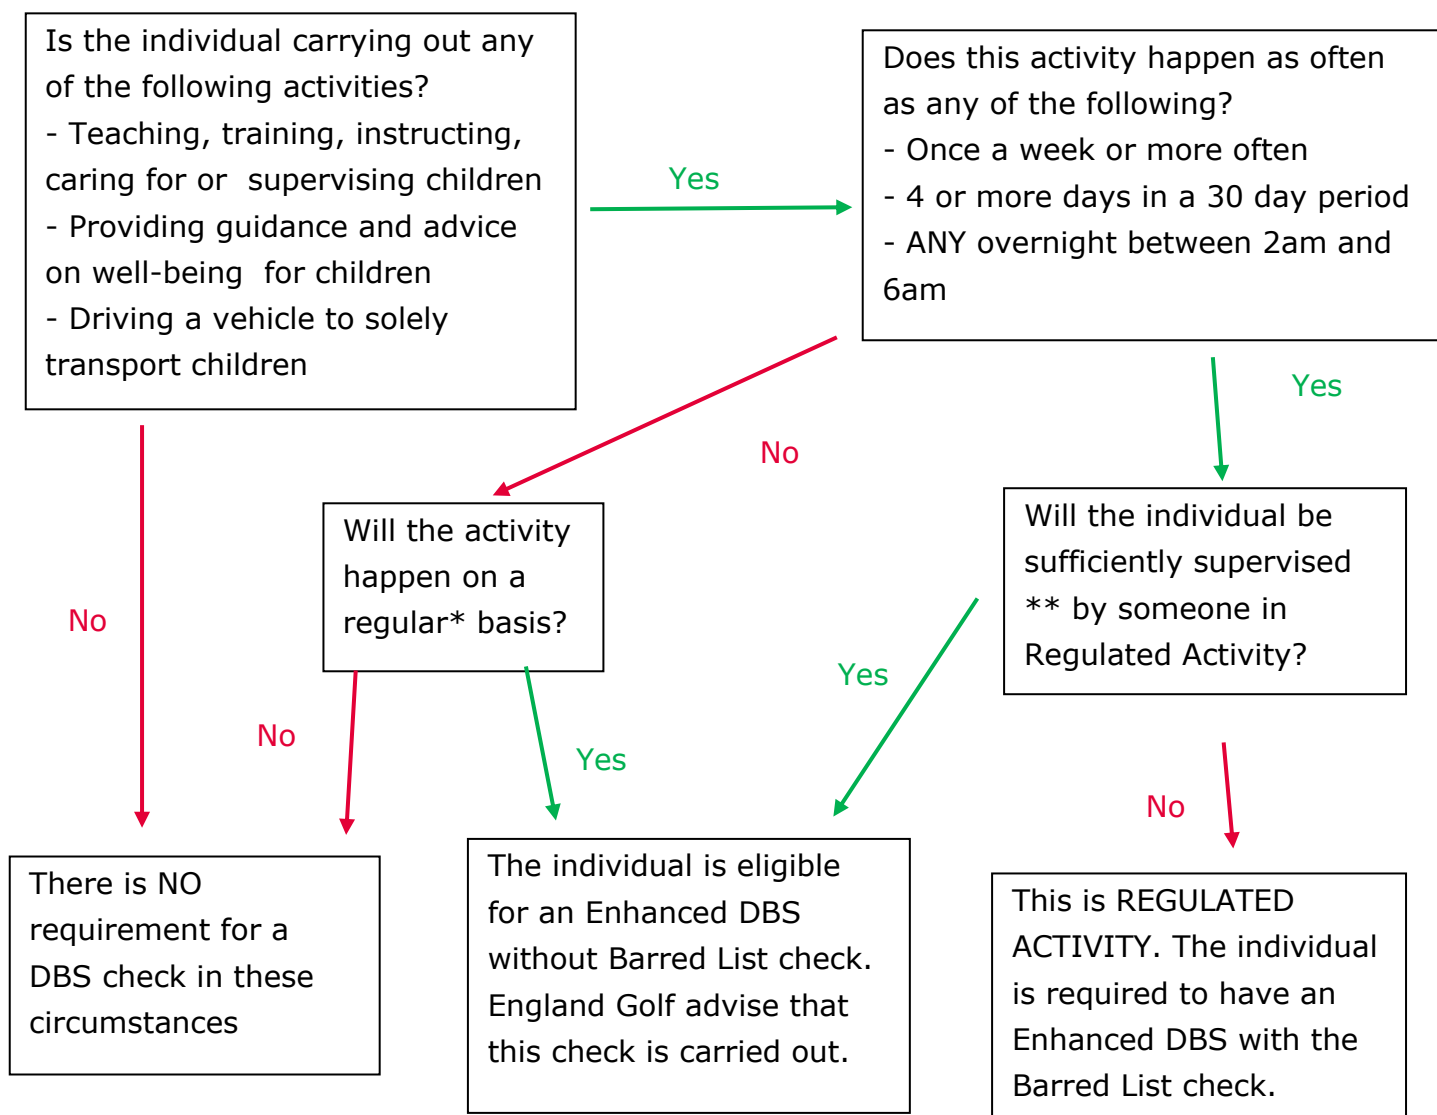 Is the individual carrying out any
of the following activities?
- Teaching, training, instructing,
caring for or  supervising children
- Providing guidance and advice
on well-being  for children
- Driving a vehicle to solely
transport children
Yes
Does this activity happen as often
as any of the following?
- Once a week or more often
- 4 or more days in a 30 day period
- ANY overnight between 2am and
6am
No
Yes
No
Will the activity
happen on a
regular* basis?
Will the individual be
sufficiently supervised
** by someone in
Regulated Activity?
No
Yes
Yes
No
There is NO
requirement for a
DBS check in these
circumstances
The individual is eligible
for an Enhanced DBS
without Barred List check.
England Golf advise that
this check is carried out.
This is REGULATED
ACTIVITY. The individual
is required to have an
Enhanced DBS with the
Barred List check.